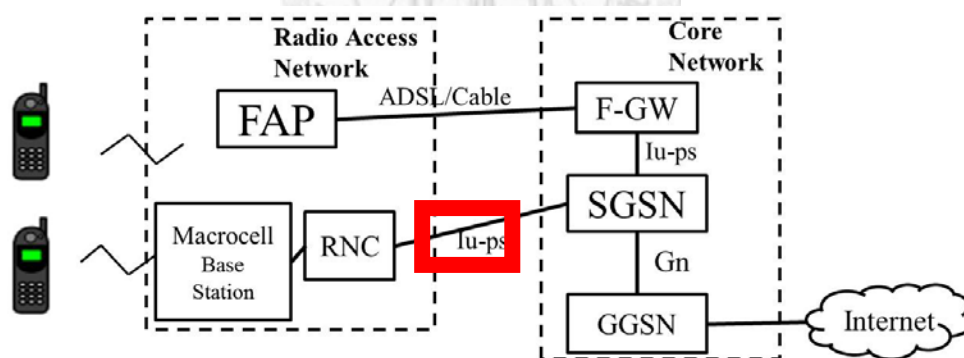 Radio Access
Network
Core
Network
FAP
ADSL/Cable
F-GW
Iu-ps
SGSN
Macrocell
Base
Station
RNC
Iu-ps
Gn
GGSN
Internet